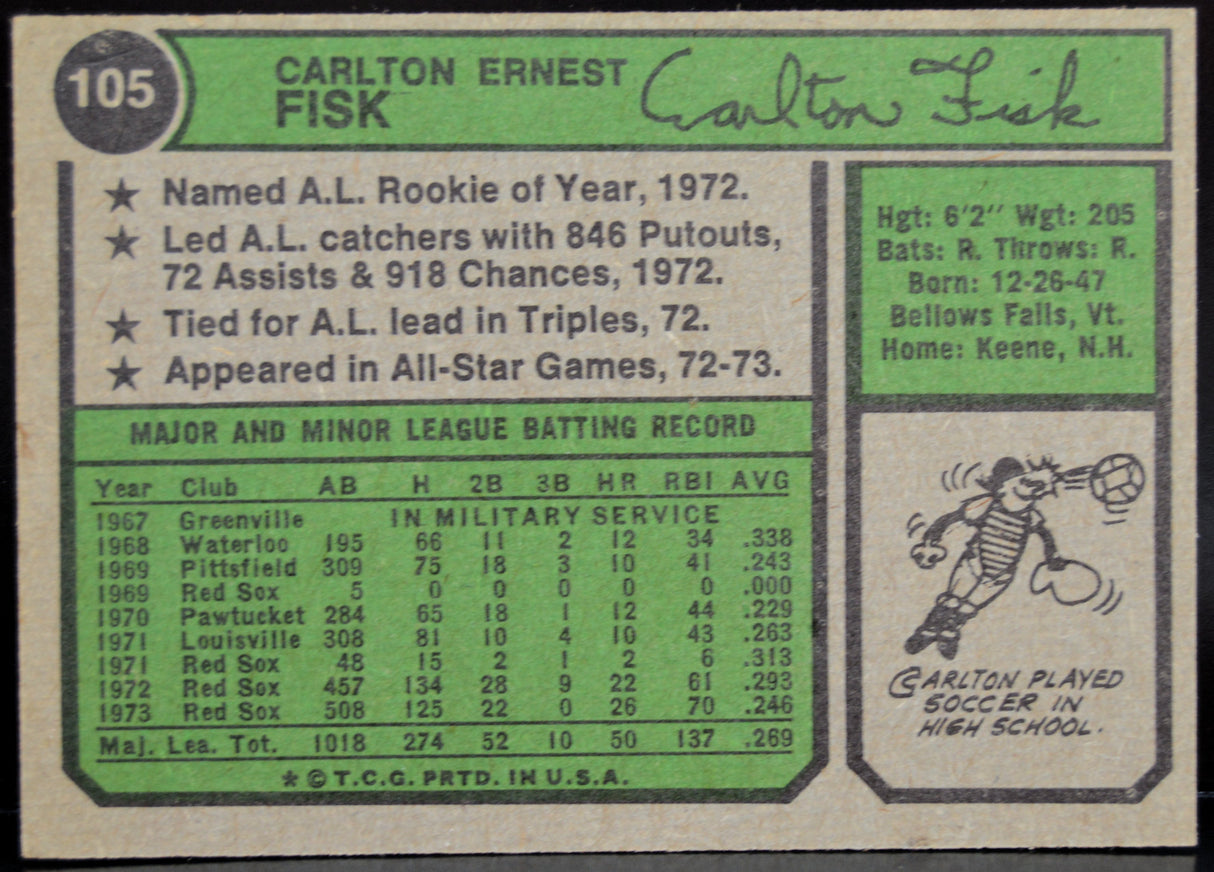 105
CARLTON ERNEST
FISK
Carlton Fisk
★ Named A.L. Rookie of Year, 1972.
★ Led A.L. catchers with 846 Putouts,
72 Assists & 918 Chances, 1972.
★ Tied for A.L. lead in Triples, 72.
★ Appeared in All-Star Games, 72-73.
MAJOR AND MINOR LEAGUE BATTING RECORD
Year Club AB H 2B 3B HR RBI AVG
1967 Greenville IN MILITARY SERVICE
1968 Waterloo 195 66 11 2 12 34 .338
1969 Pittsfield 309 75 18 3 10 41 .243
1969 Red Sox 5 0 0 0 0 0 .000
1970 Pawtucket 284 65 18 1 12 44 .229
1971 Louisville 308 81 10 4 10 43 .263
1971 Red Sox 48 15 2 1 2 6 .313
1972 Red Sox 457 134 28 9 22 61 .293
1973 Red Sox 508 125 22 0 26 70 .246
Maj. Lea. Tot. 1018 274 52 10 50 137 .269
* © T.C.G. PRTD. IN U.S.A.
Hgt: 6'2" Wgt: 205
Bats: R. Throws: R.
Born: 12-26-47
Bellows Falls, Vt.
Home: Keene, N.H.
CARLTON PLAYED
SOCCER IN
HIGH SCHOOL.